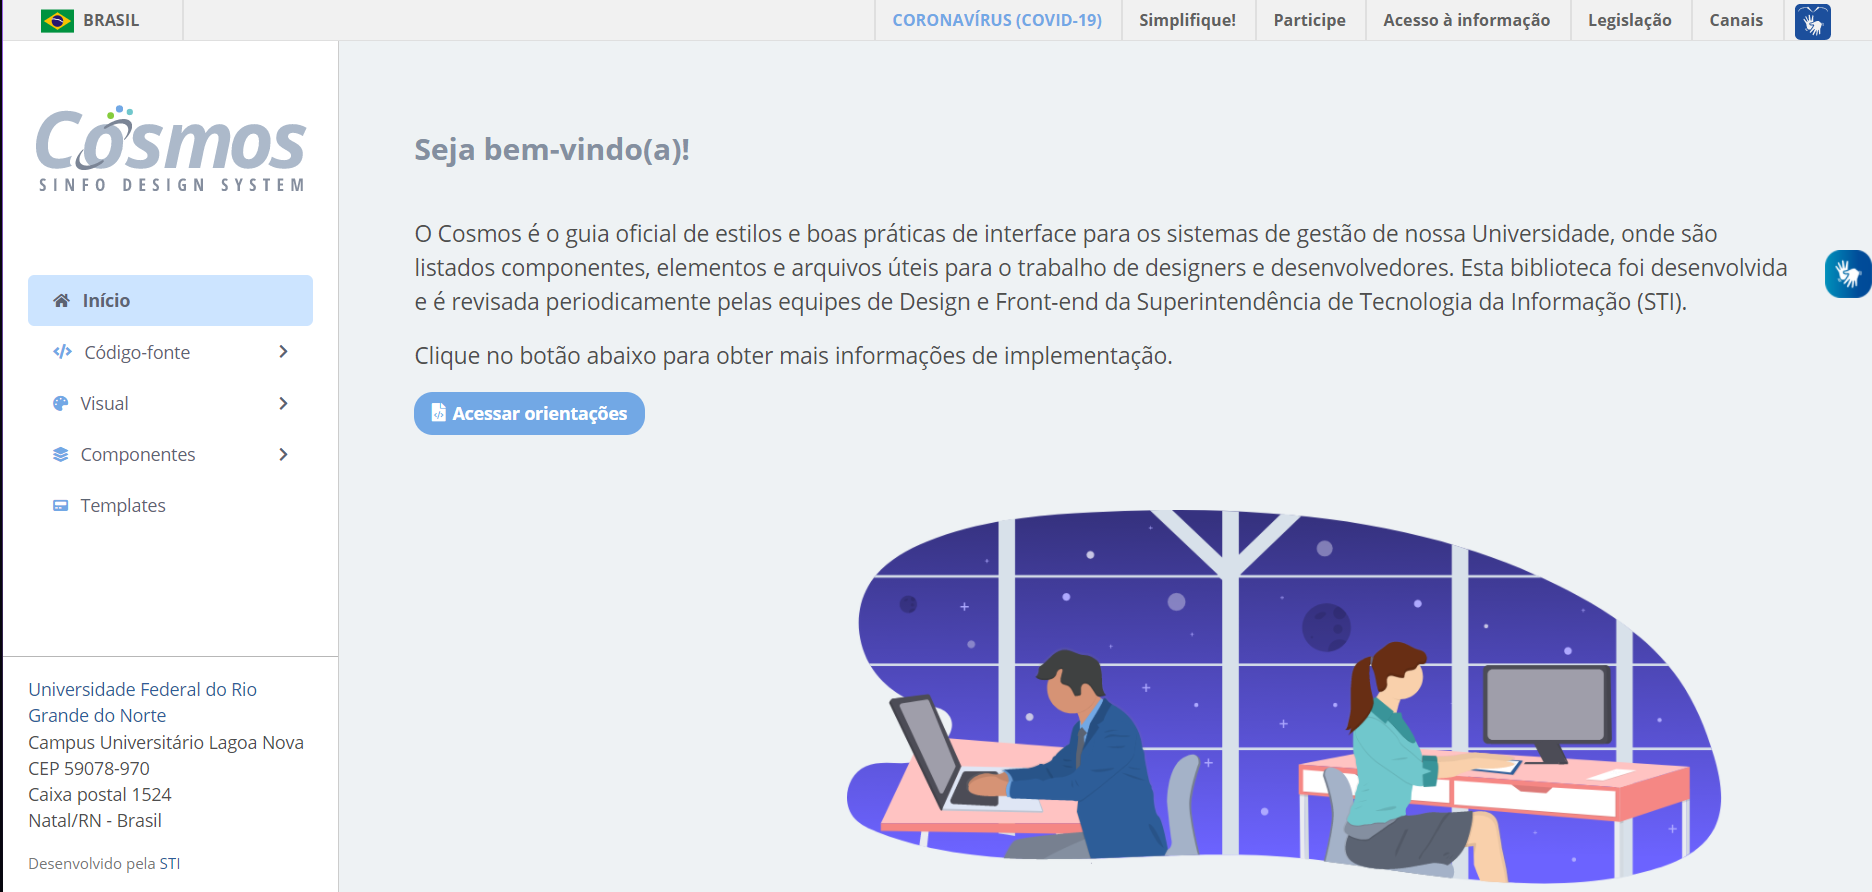 BRASIL
CORONAVÍRUS (COVID-19)
Simplifique!
Participe
Acesso à informação
Legislação
Canais
Cosmos
SINFO DESIGN SYSTEM
Início
Código-fonte
Visual
Componentes
Templates
Universidade Federal do Rio
Grande do Norte
Campus Universitário Lagoa Nova
CEP 59078-970
Caixa postal 1524
Natal/RN - Brasil
Desenvolvido pela STI
Seja bem-vindo(a)!
O Cosmos é o guia oficial de estilos e boas práticas de interface para os sistemas de gestão de nossa Universidade, onde são
listados componentes, elementos e arquivos úteis para o trabalho de designers e desenvolvedores. Esta biblioteca foi desenvolvida
e é revisada periodicamente pelas equipes de Design e Front-end da Superintendência de Tecnologia da Informação (STI).
Clique no botão abaixo para obter mais informações de implementação.
Acessar orientações